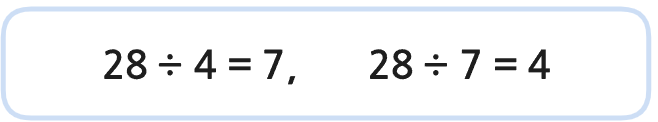 28 ÷ 4 = 7, 28 ÷ 7 = 4